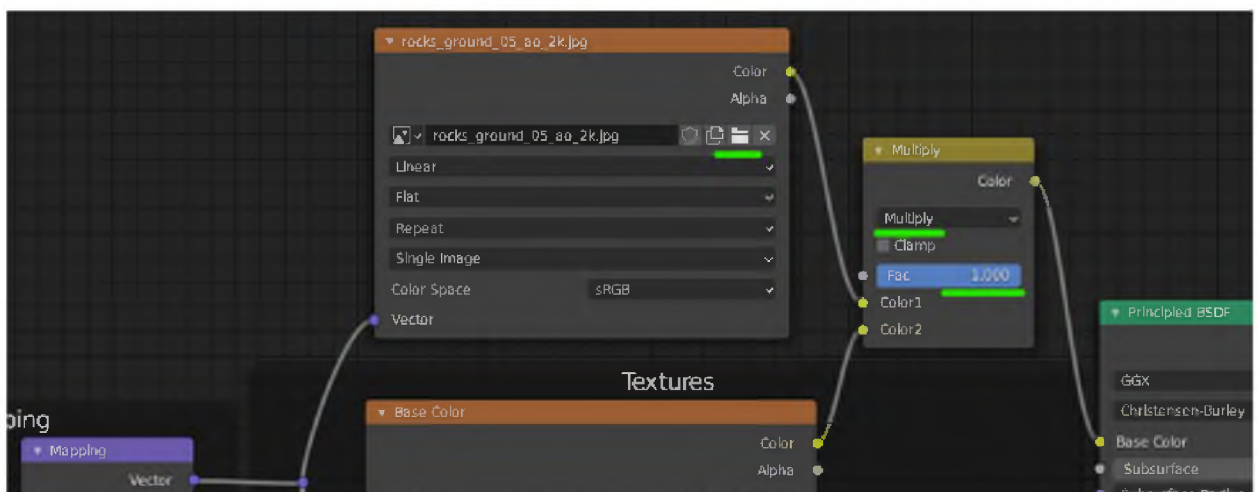 rocks_ground_05_ao_2k.jpg
Color
Alpha
rocks_ground_05_ao_2k.jpg
Linear
Flat
Repeat
Single Image
Color Space sRGB
Vector
Multiply
Color
Multiply
Clamp
Fac 1.000
Color1
Color2
Textures
Base Color
Color
Alpha
ping
Mapping
Vector
Principled BSDF
GGX
Christensen-Burley
Base Color
Subsurface